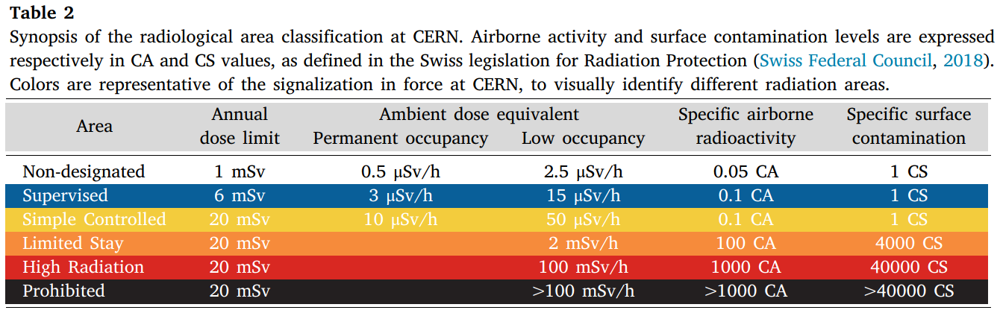 Table 2
Synopsis of the radiological area classification at CERN. Airborne activity and surface contamination levels are expressed
respectively in CA and CS values, as defined in the Swiss legislation for Radiation Protection (Swiss Federal Council, 2018).
Colors are representative of the signalization in force at CERN, to visually identify different radiation areas.
Area Annual dose limit Ambient dose equivalent Specific airborne radioactivity Specific surface contamination
Permanent occupancy Low occupancy
Non-designated 1 mSv 0.5 μSv/h 2.5 μSv/h 0.05 CA 1 CS
Supervised 6 mSv 3 μSv/h 15 μSv/h 0.1 CA 1 CS
Simple Controlled 20 mSv 10 μSv/h 50 μSv/h 0.1 CA 1 CS
Limited Stay 20 mSv 2 mSv/h 100 CA 4000 CS
High Radiation 20 mSv 100 mSv/h 1000 CA 40000 CS
Prohibited 20 mSv >100 mSv/h >1000 CA >40000 CS